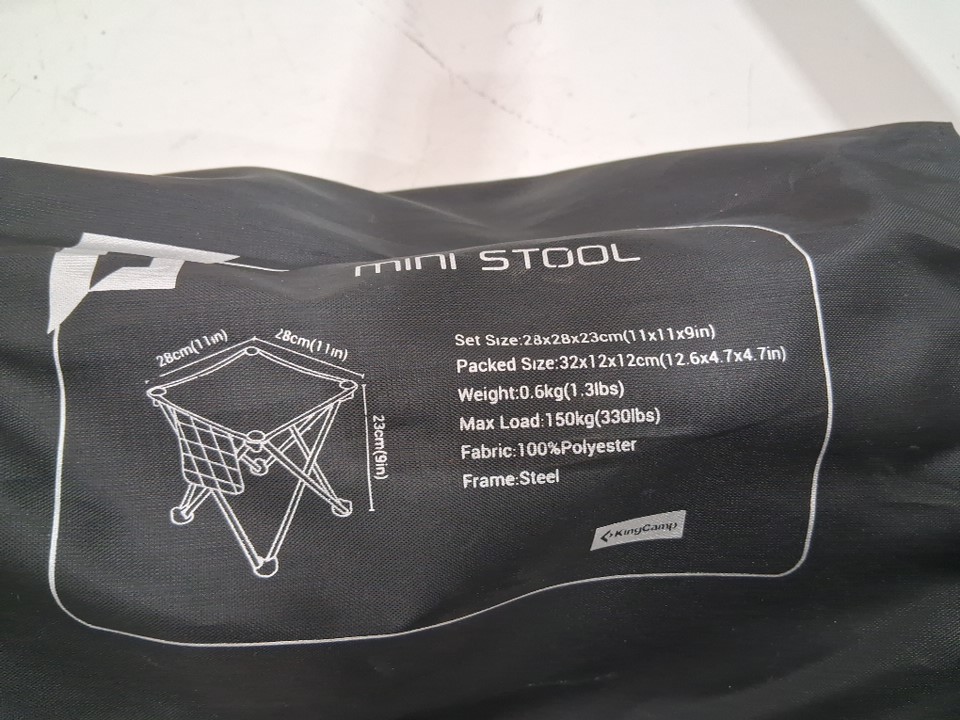 mini STOOL
28cm(11in)
28cm(11in)
23cm(9in)
Set Size:28x28x23cm(11x11x9in)
Packed Size:32x12x12cm(12.6x4.7x4.7in)
Weight:0.6kg(1.3lbs)
Max Load:150kg(330lbs)
Fabric:100%Polyester
Frame:Steel
KingCamp